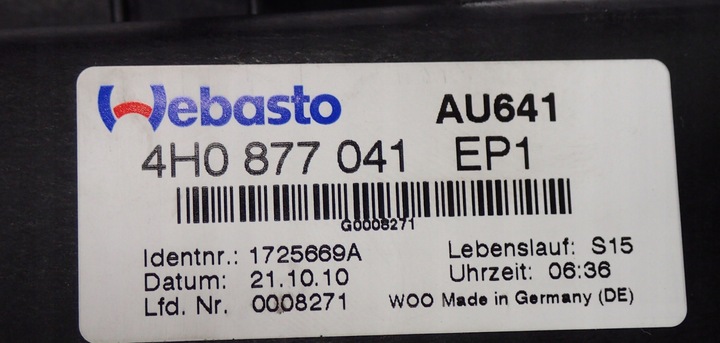 Webasto AU641
4H0 877 041 EP1
G0008271
Identnr.: 1725669A Lebenslauf: S15
Datum: 21.10.10 Uhrzeit: 06:36
Lfd. Nr. 0008271 WOO Made in Germany (DE)